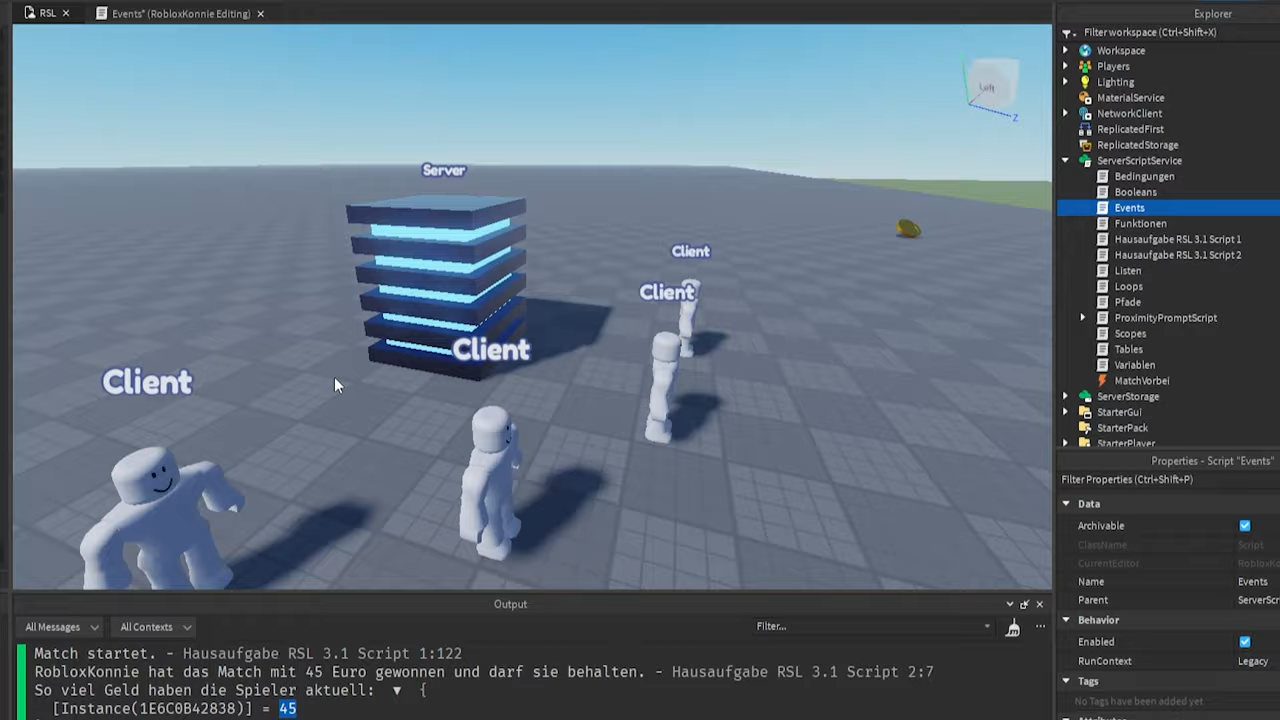 RSL
Events* (RobloxKonnie Editing)
Server
Client
Client
Client
Client
Left
Z
Explorer
Filter workspace (Ctrl+Shift+X)
Workspace
Players
Lighting
MaterialService
NetworkClient
ReplicatedFirst
ReplicatedStorage
ServerScriptService
Bedingungen
Booleans
Events
Funktionen
Hausaufgabe RSL 3.1 Script 1
Hausaufgabe RSL 3.1 Script 2
Listen
Loops
Pfade
ProximityPromptScript
Scopes
Tables
Variablen
MatchVorbei
ServerStorage
StarterGui
StarterPack
StarterPlayer
Properties - Script "Events"
Filter Properties (Ctrl+Shift+P)
Data
Archivable
ClassName Script
CurrentEditor RobloxKo
Name Events
Parent ServerScr
Behavior
Enabled
RunContext Legacy
Tags
No Tags have been added yet
Output
All Messages All Contexts Filter...
Match startet. - Hausaufgabe RSL 3.1 Script 1:122
RobloxKonnie hat das Match mit 45 Euro gewonnen und darf sie behalten. - Hausaufgabe RSL 3.1 Script 2:7
So viel Geld haben die Spieler aktuell: ▼ {
[Instance(1E6C0B42838)] = 45